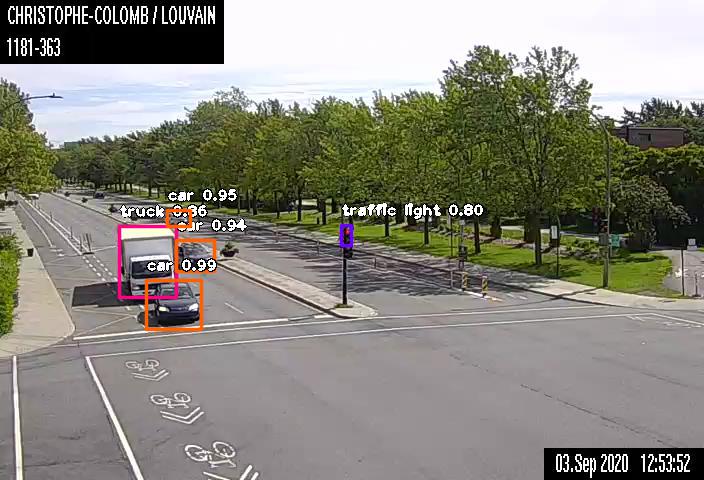 CHRISTOPHE-COLOMB / LOUVAIN
1181-363
car 0.95
truck 0.86
car 0.94
traffic light 0.80
car 0.99
03.Sep 2020 12:53:52